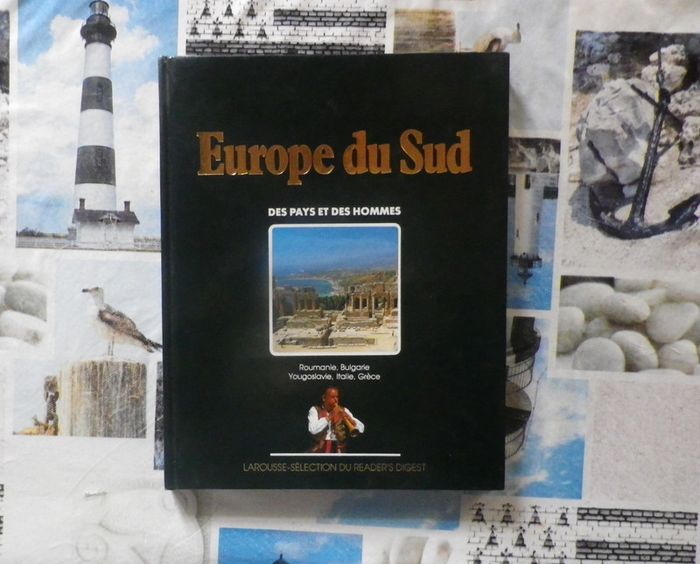 Europe du Sud
DES PAYS ET DES HOMMES
Roumanie, Bulgarie
Yougoslavie, Italie, Grèce
LAROUSSE-SÉLECTION DU READER'S DIGEST